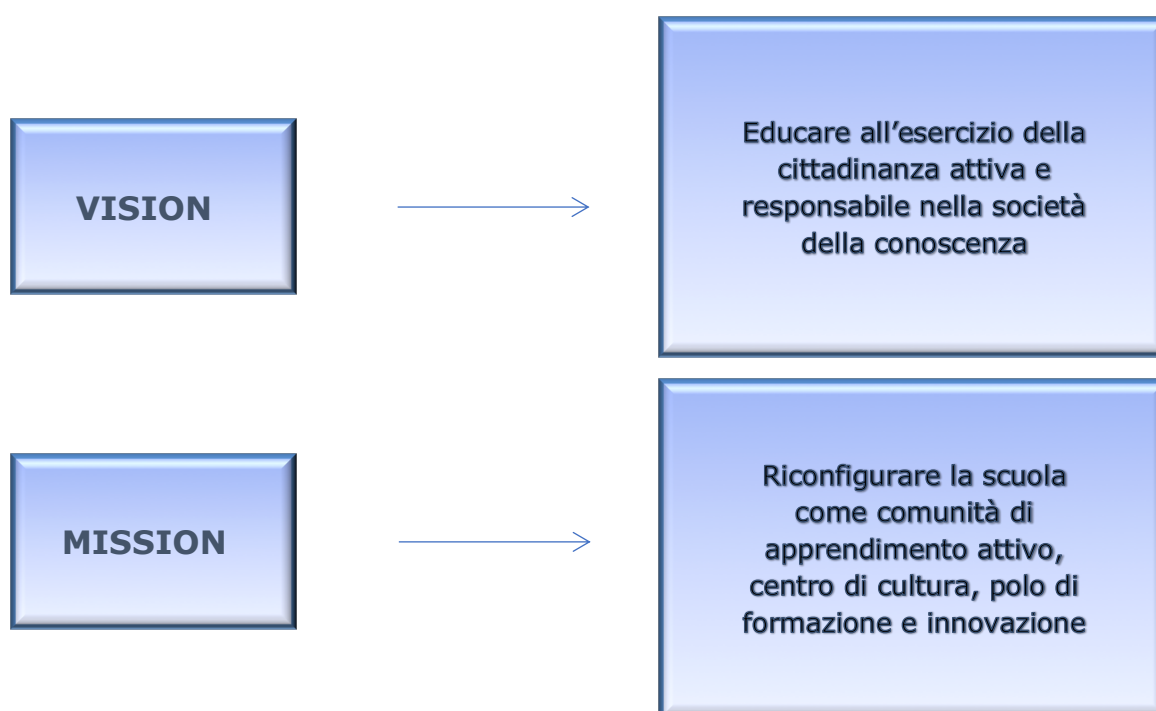 VISION
Educare all’esercizio della
cittadinanza attiva e
responsabile nella società
della conoscenza
MISSION
Riconfigurare la scuola
come comunità di
apprendimento attivo,
centro di cultura, polo di
formazione e innovazione